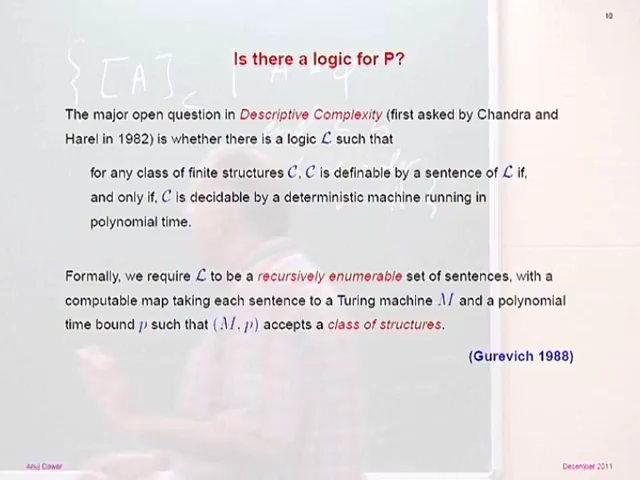 10
Is there a logic for P?
The major open question in Descriptive Complexity (first asked by Chandra and
Harel in 1982) is whether there is a logic ℒ such that
for any class of finite structures 𝒞, 𝒞 is definable by a sentence of ℒ if,
and only if, 𝒞 is decidable by a deterministic machine running in
polynomial time.
Formally, we require ℒ to be a recursively enumerable set of sentences, with a
computable map taking each sentence to a Turing machine M and a polynomial
time bound p such that (M, p) accepts a class of structures.
(Gurevich 1988)
Anuj Dawar
December 2011